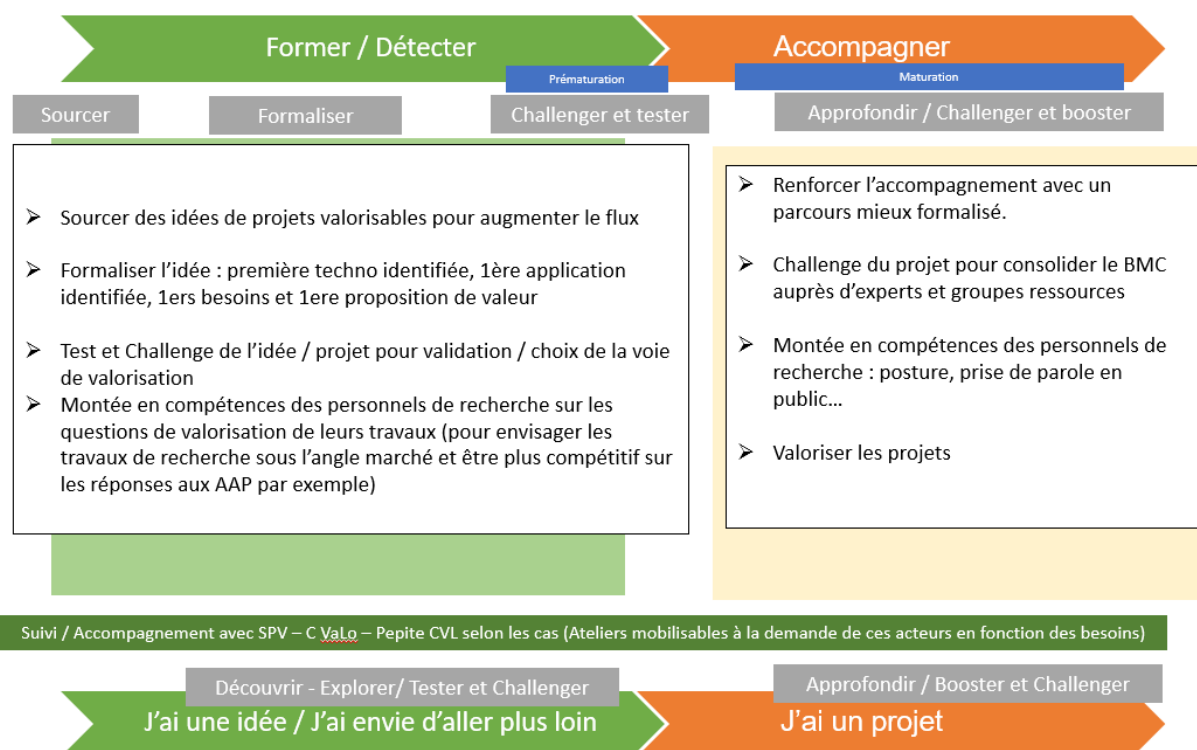 Former / Détecter
Accompagner
Prématuration
Maturation
Sourcer
Formaliser
Challenger et tester
Approfondir / Challenger et booster
➢ Sourcer des idées de projets valorisables pour augmenter le flux
➢ Formaliser l’idée : première techno identifiée, 1ère application
identifiée, 1ers besoins et 1ere proposition de valeur
➢ Test et Challenge de l’idée / projet pour validation / choix de la voie
de valorisation
➢ Montée en compétences des personnels de recherche sur les
questions de valorisation de leurs travaux (pour envisager les
travaux de recherche sous l’angle marché et être plus compétitif sur
les réponses aux AAP par exemple)
➢ Renforcer l’accompagnement avec un
parcours mieux formalisé.
➢ Challenge du projet pour consolider le BMC
auprès d’experts et groupes ressources
➢ Montée en compétences des personnels de
recherche : posture, prise de parole en
public…
➢ Valoriser les projets
Suivi / Accompagnement avec SPV – C VaLo – Pepite CVL selon les cas (Ateliers mobilisables à la demande de ces acteurs en fonction des besoins)
Découvrir - Explorer/ Tester et Challenger
Approfondir / Booster et Challenger
J’ai une idée / J’ai envie d’aller plus loin
J’ai un projet